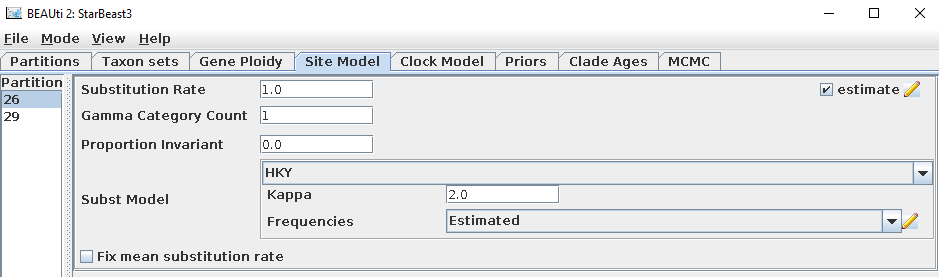 BEAUti 2: StarBeast3
File Mode View Help
Partitions Taxon sets Gene Ploidy Site Model Clock Model Priors Clade Ages MCMC
Partition
26
29
Substitution Rate 1.0 estimate
Gamma Category Count 1
Proportion Invariant 0.0
HKY
Subst Model
Kappa 2.0
Frequencies Estimated
Fix mean substitution rate